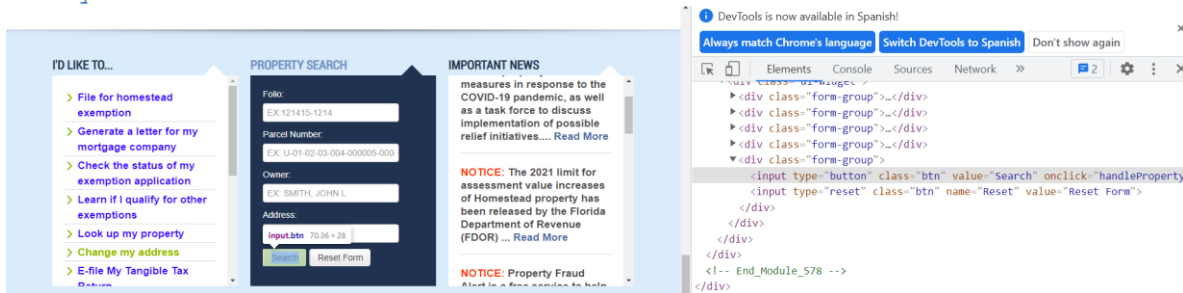 I'D LIKE TO...
File for homestead
exemption
Generate a letter for my
mortgage company
Check the status of my
exemption application
Learn if I qualify for other
exemptions
Look up my property
Change my address
E-file My Tangible Tax
Return
PROPERTY SEARCH
Folio:
EX:121415-1214
Parcel Number:
EX: U-01-02-03-004-000005-000
Owner:
EX: SMITH, JOHN L
Address:
input.btn 70.36 × 28
Search Reset Form
IMPORTANT NEWS
measures in response to the
COVID-19 pandemic, as well
as a task force to discuss
implementation of possible
relief initiatives.... Read More
NOTICE: The 2021 limit for
assessment value increases
of Homestead property has
been released by the Florida
Department of Revenue
(FDOR) ... Read More
NOTICE: Property Fraud
Alert is a free service to help
DevTools is now available in Spanish!
Always match Chrome's language Switch DevTools to Spanish Don't show again
Elements Console Sources Network » 2
<div class="form-group">…</div>
<div class="form-group">…</div>
<div class="form-group">…</div>
<div class="form-group">…</div>
<div class="form-group">
<input type="button" class="btn" value="Search" onclick="handleProperty
<input type="reset" class="btn" name="Reset" value="Reset Form">
</div>
</div>
</div>
</div>
<!-- End_Module_578 -->
</div>